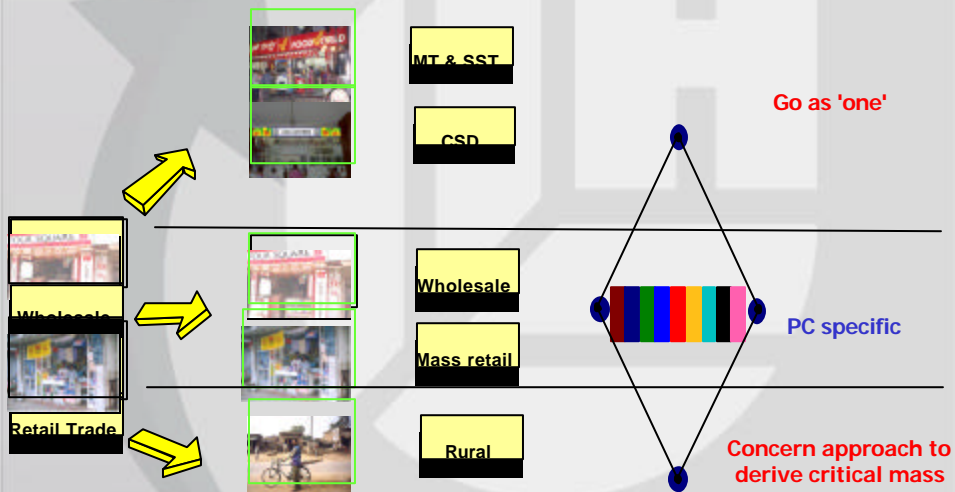 FOODWORLD
MT & SST
CSD
Go as 'one'
Wholesale
Retail Trade
Wholesale
Mass retail
Rural
PC specific
Concern approach to
derive critical mass